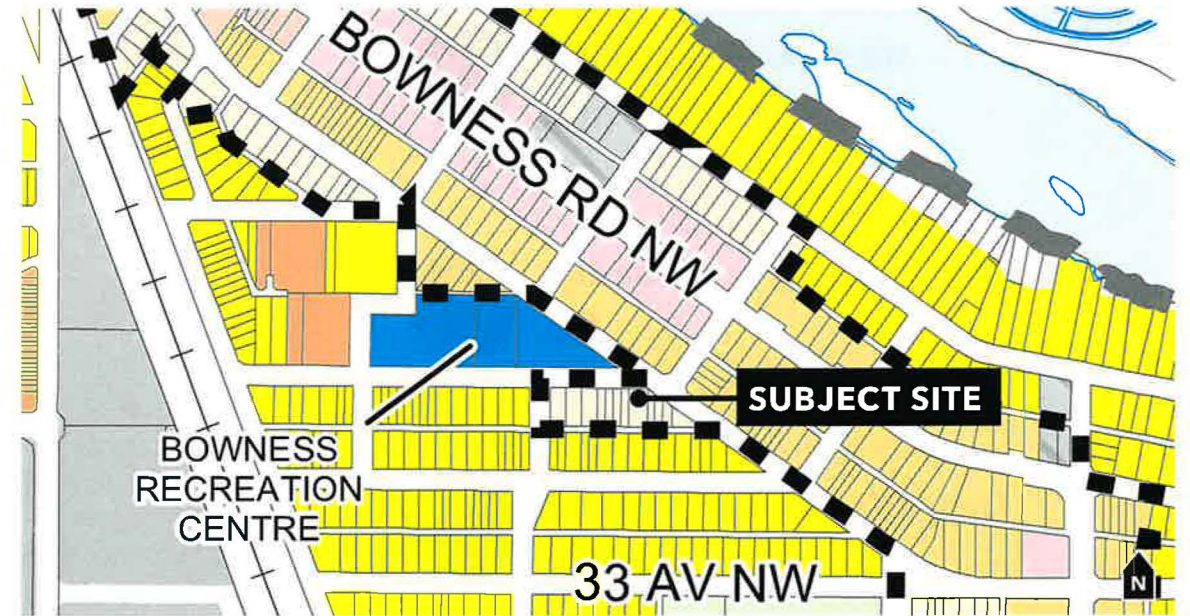 BOWNESS RD NW
SUBJECT SITE
BOWNESS
RECREATION
CENTRE
33 AV NW
N